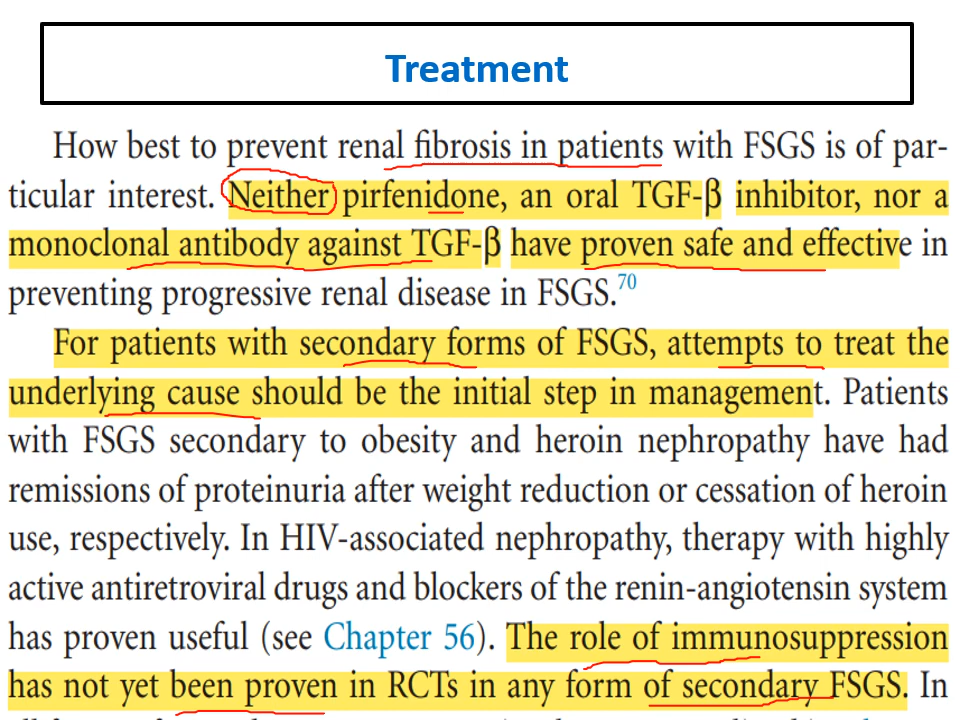 Treatment
How best to prevent renal fibrosis in patients with FSGS is of par-
ticular interest. Neither pirfenidone, an oral TGF-β inhibitor, nor a
monoclonal antibody against TGF-β have proven safe and effective in
preventing progressive renal disease in FSGS.70
For patients with secondary forms of FSGS, attempts to treat the
underlying cause should be the initial step in management. Patients
with FSGS secondary to obesity and heroin nephropathy have had
remissions of proteinuria after weight reduction or cessation of heroin
use, respectively. In HIV-associated nephropathy, therapy with highly
active antiretroviral drugs and blockers of the renin-angiotensin system
has proven useful (see Chapter 56). The role of immunosuppression
has not yet been proven in RCTs in any form of secondary FSGS. In